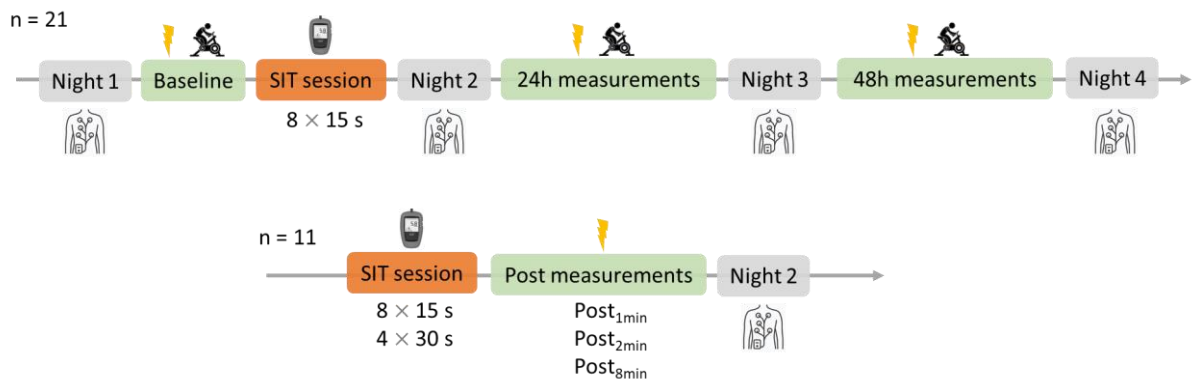 n = 21
Night 1 Baseline SIT session Night 2 24h measurements Night 3 48h measurements Night 4
8 × 15 s
n = 11
SIT session Post measurements Night 2
8 × 15 s Post1min
4 × 30 s Post2min
Post8min